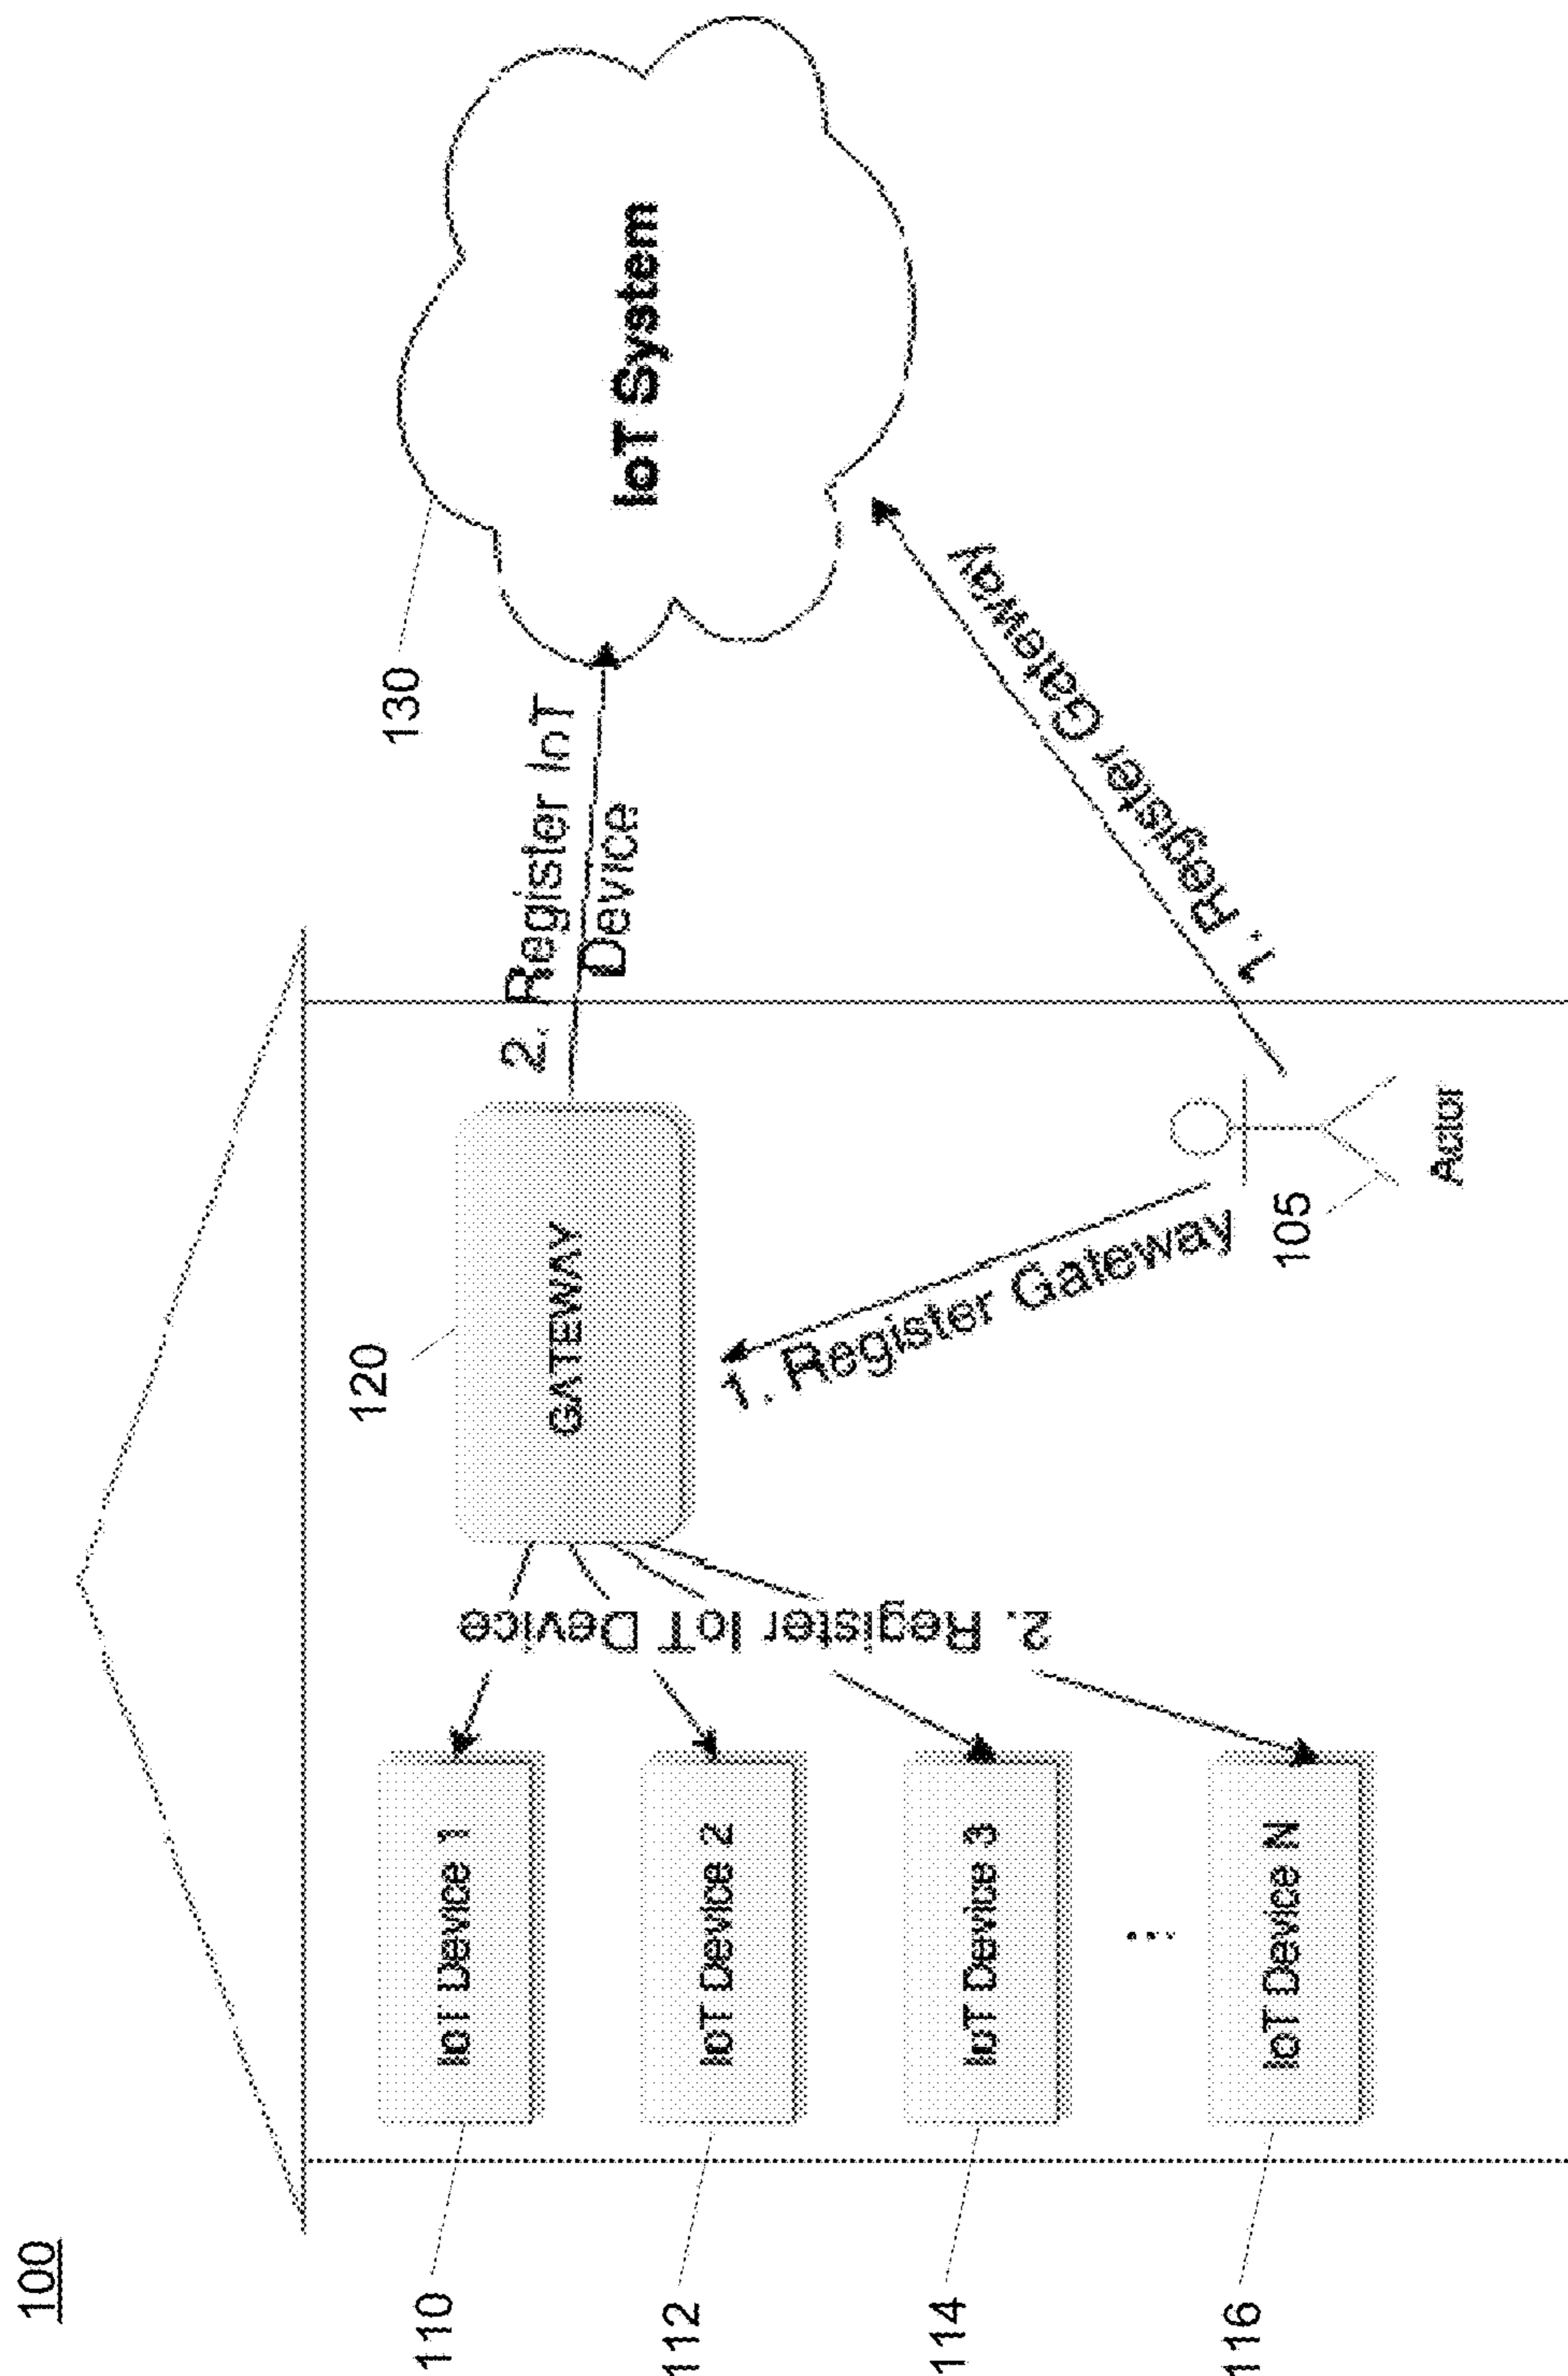 100
130
IoT System
120
GATEWAY
2. Register IoT
Device
110
IoT Device 1
112
IoT Device 2
114
IoT Device 3
...
116
IoT Device N
2. Register IoT Device
1. Register Gateway
1. Register Gateway
105
Actor